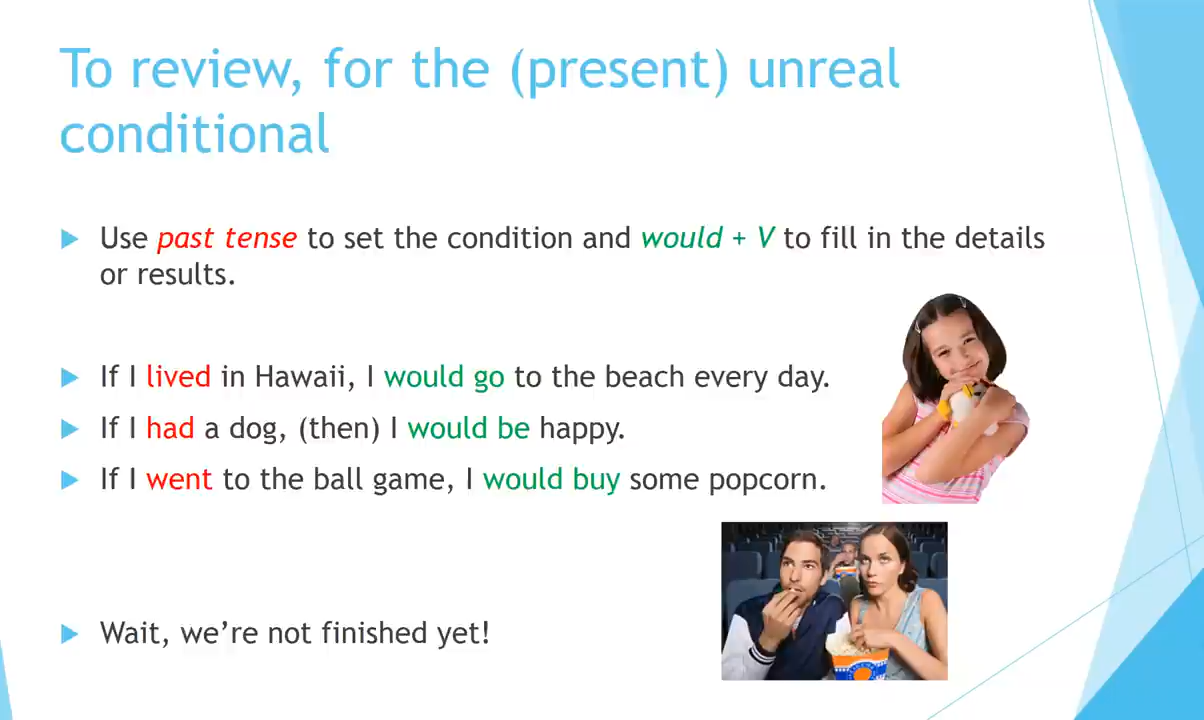 To review, for the (present) unreal
conditional
Use past tense to set the condition and would + V to fill in the details
or results.
If I lived in Hawaii, I would go to the beach every day.
If I had a dog, (then) I would be happy.
If I went to the ball game, I would buy some popcorn.
Wait, we’re not finished yet!